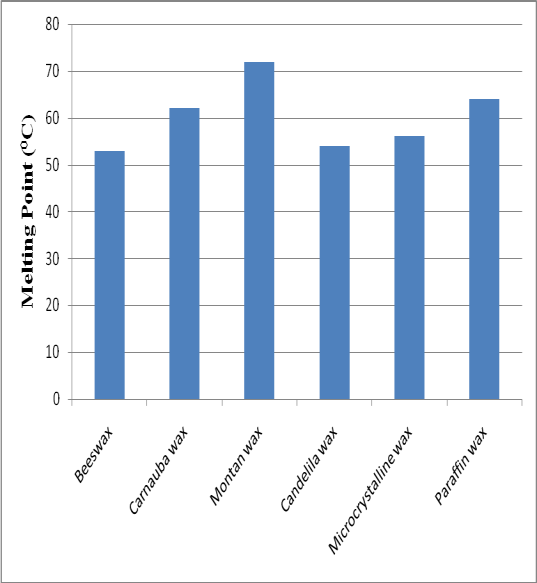 80
70
60
50
40
30
20
10
0
Melting Point (⁰C)
Beeswax
Carnauba wax
Montan wax
Candelila wax
Microcrystalline wax
Paraffin wax